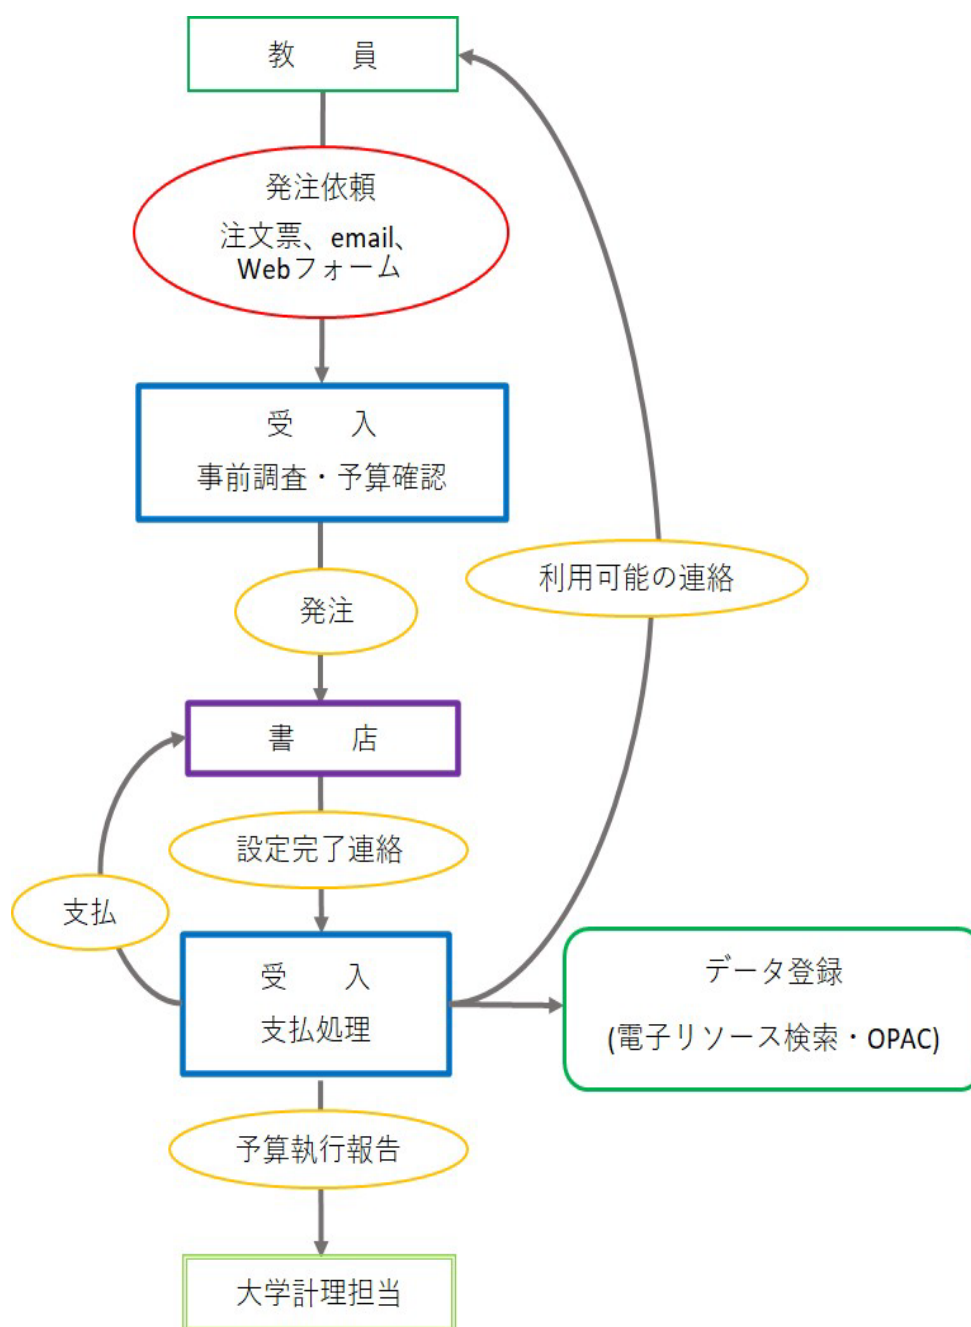 教　　員
発注依頼
注文票、email、
Webフォーム
受　　入
事前調査・予算確認
利用可能の連絡
発注
書　　店
設定完了連絡
支払
受　　入
支払処理
データ登録
(電子リソース検索・OPAC)
予算執行報告
大学計理担当